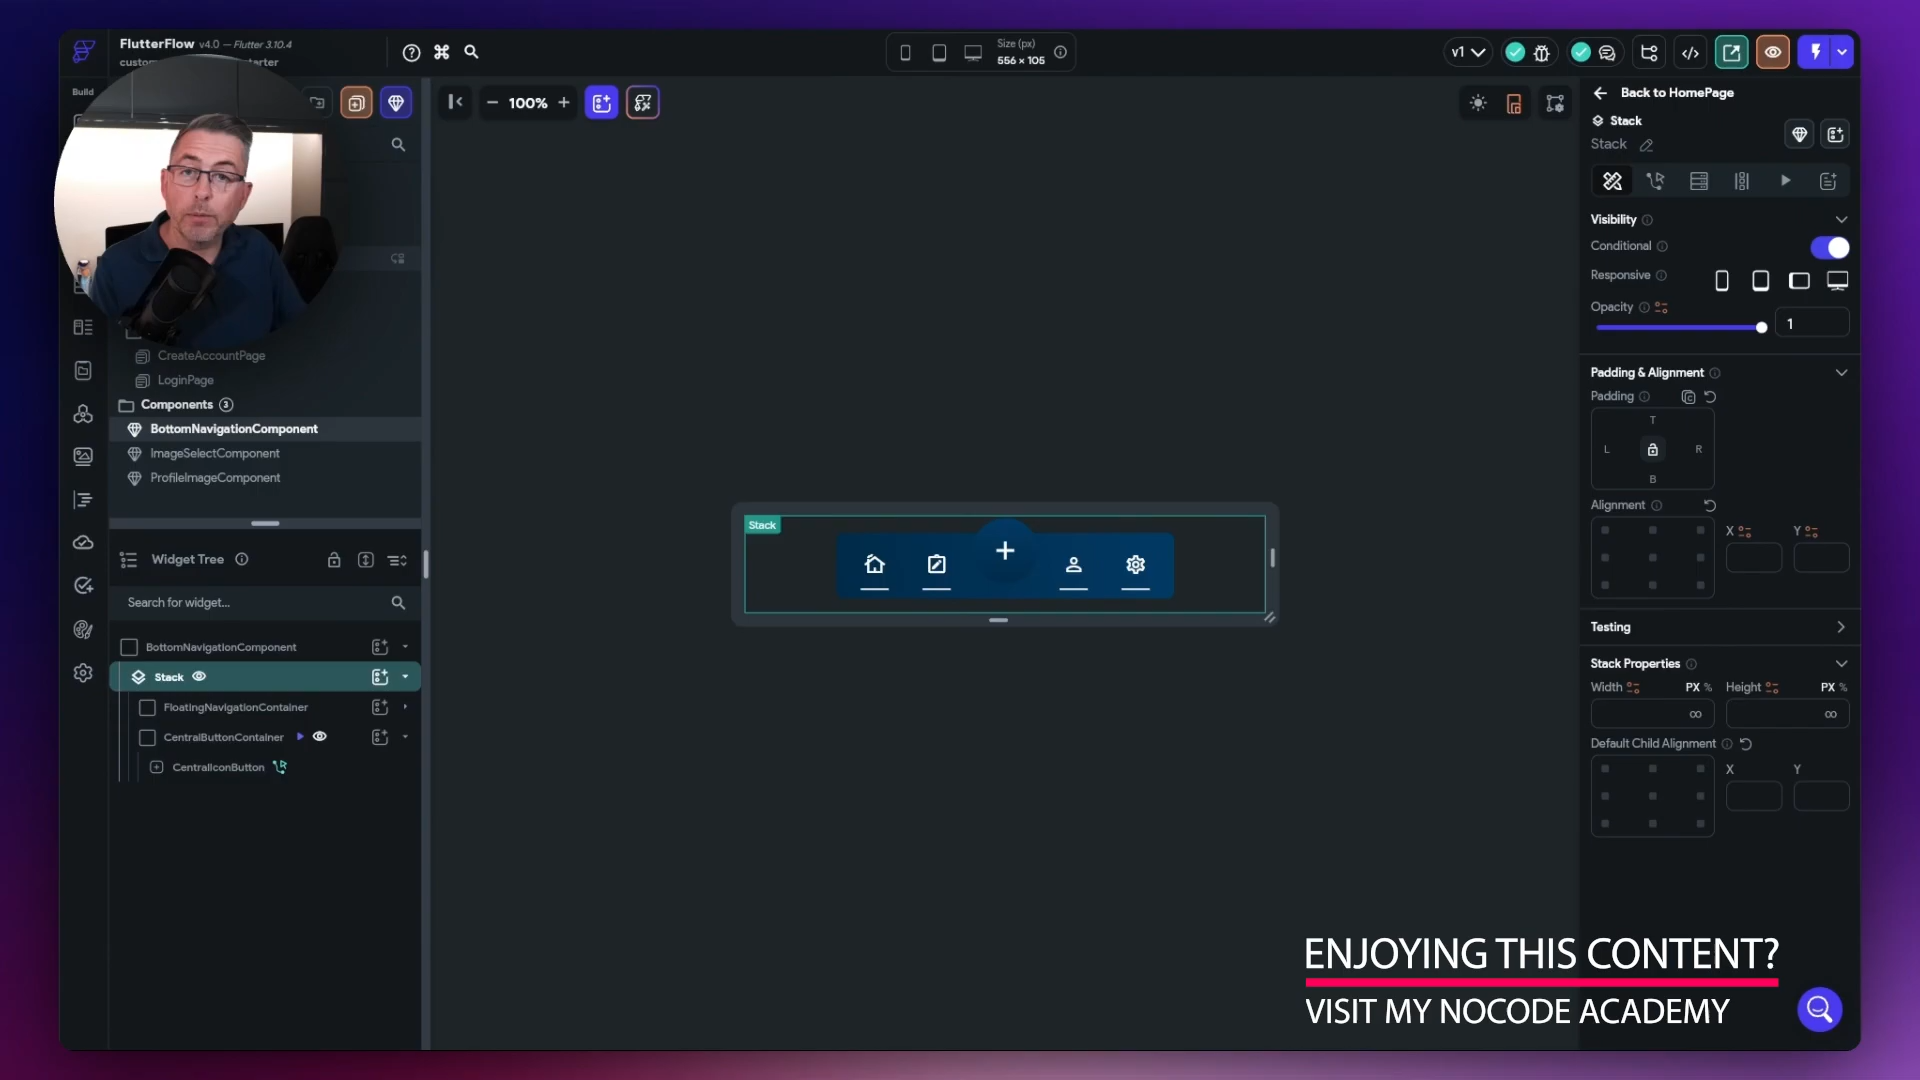 FlutterFlow v4.0 — Flutter 3.10.4
Size (px)
556 × 105
v1
Build
100%
Back to HomePage
Stack
Stack
Visibility
Conditional
Responsive
Opacity
1
CreateAccountPage
LoginPage
Components 3
BottomNavigationComponent
ImageSelectComponent
ProfileImageComponent
Padding & Alignment
Padding
T
L R
B
Alignment
X Y
Stack
Widget Tree
Search for widget...
BottomNavigationComponent
Stack
FloatingNavigationContainer
CentralButtonContainer
CentralIconButton
Testing
Stack Properties
Width PX % Height PX %
∞ ∞
Default Child Alignment
X Y
ENJOYING THIS CONTENT?
VISIT MY NOCODE ACADEMY